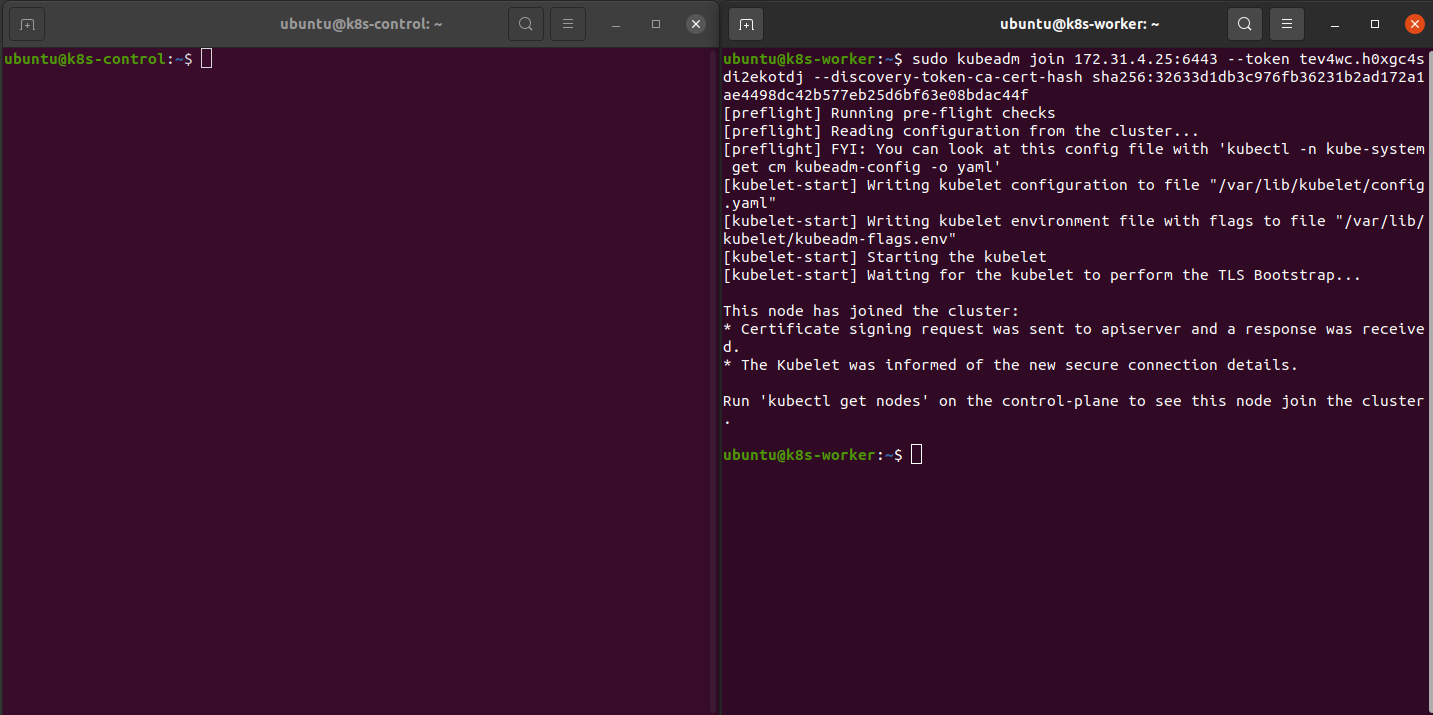 ubuntu@k8s-control: ~
ubuntu@k8s-control:~$
ubuntu@k8s-worker: ~
ubuntu@k8s-worker:~$ sudo kubeadm join 172.31.4.25:6443 --token tev4wc.h0xgc4s
di2ekotdj --discovery-token-ca-cert-hash sha256:32633d1db3c976fb36231b2ad172a1
ae4498dc42b577eb25d6bf63e08bdac44f
[preflight] Running pre-flight checks
[preflight] Reading configuration from the cluster...
[preflight] FYI: You can look at this config file with 'kubectl -n kube-system
 get cm kubeadm-config -o yaml'
[kubelet-start] Writing kubelet configuration to file "/var/lib/kubelet/config
.yaml"
[kubelet-start] Writing kubelet environment file with flags to file "/var/lib/
kubelet/kubeadm-flags.env"
[kubelet-start] Starting the kubelet
[kubelet-start] Waiting for the kubelet to perform the TLS Bootstrap...
This node has joined the cluster:
* Certificate signing request was sent to apiserver and a response was receive
d.
* The Kubelet was informed of the new secure connection details.
Run 'kubectl get nodes' on the control-plane to see this node join the cluster
.
ubuntu@k8s-worker:~$